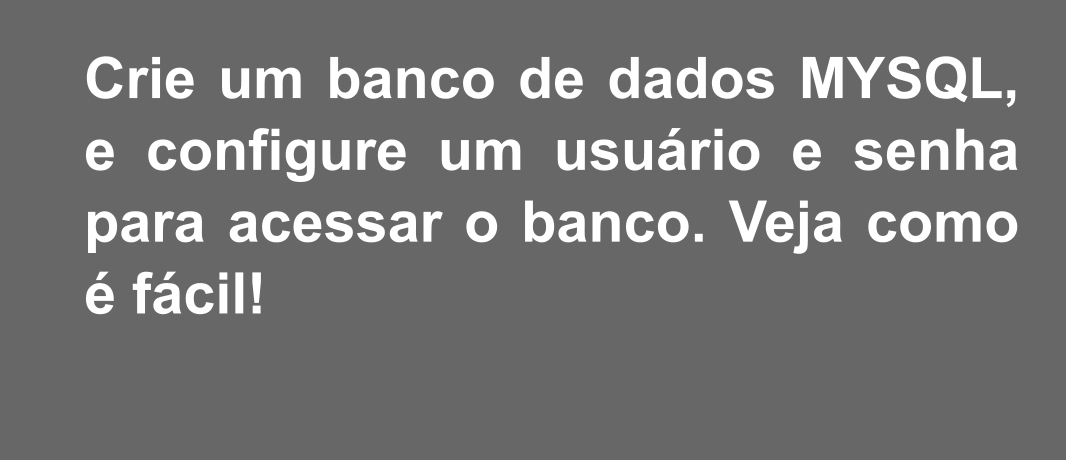 Crie um banco de dados MYSQL,
e configure um usuário e senha
para acessar o banco. Veja como
é fácil!